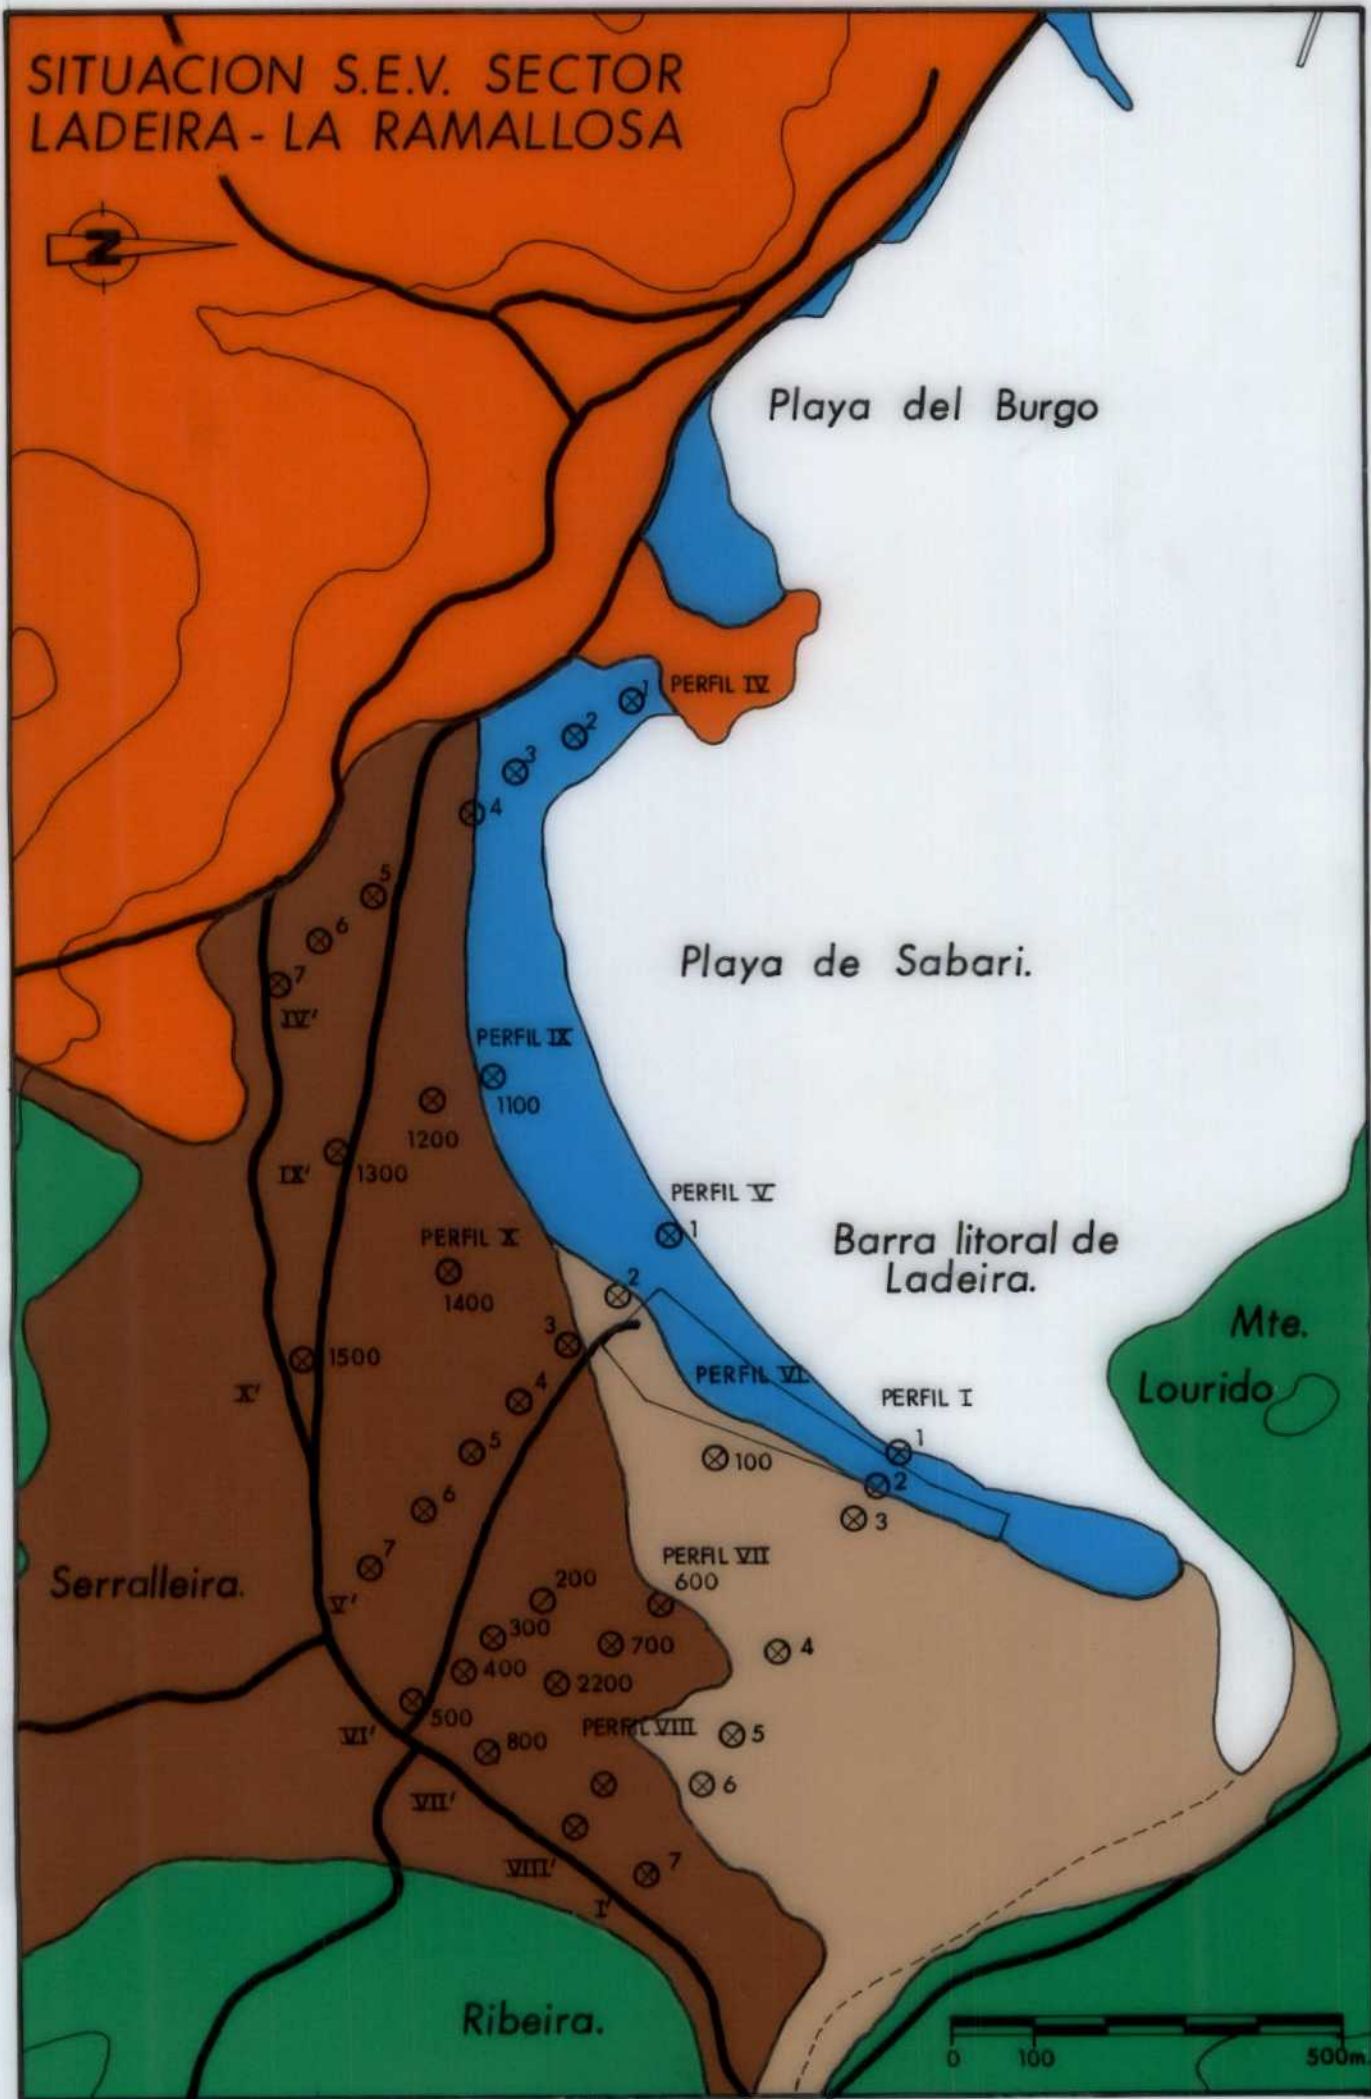 SITUACION S.E.V. SECTOR
LADEIRA - LA RAMALLOSA
N
Playa del Burgo
PERFIL IV
1
2
3
4
5
6
7
IV'
Playa de Sabari.
PERFIL IX
1100
1200
1300
IX'
PERFIL V
1
PERFIL X
1400
2
3
1500
X'
4
5
6
7
V'
Barra litoral de
Ladeira.
Mte.
Lourido
PERFIL VI
PERFIL I
1
2
3
100
Serralleira.
PERFIL VII
600
200
300
700
400
2200
500
4
PERFIL VIII
5
VI'
800
6
VII'
7
VIII'
I'
Ribeira.
0 100 500m.